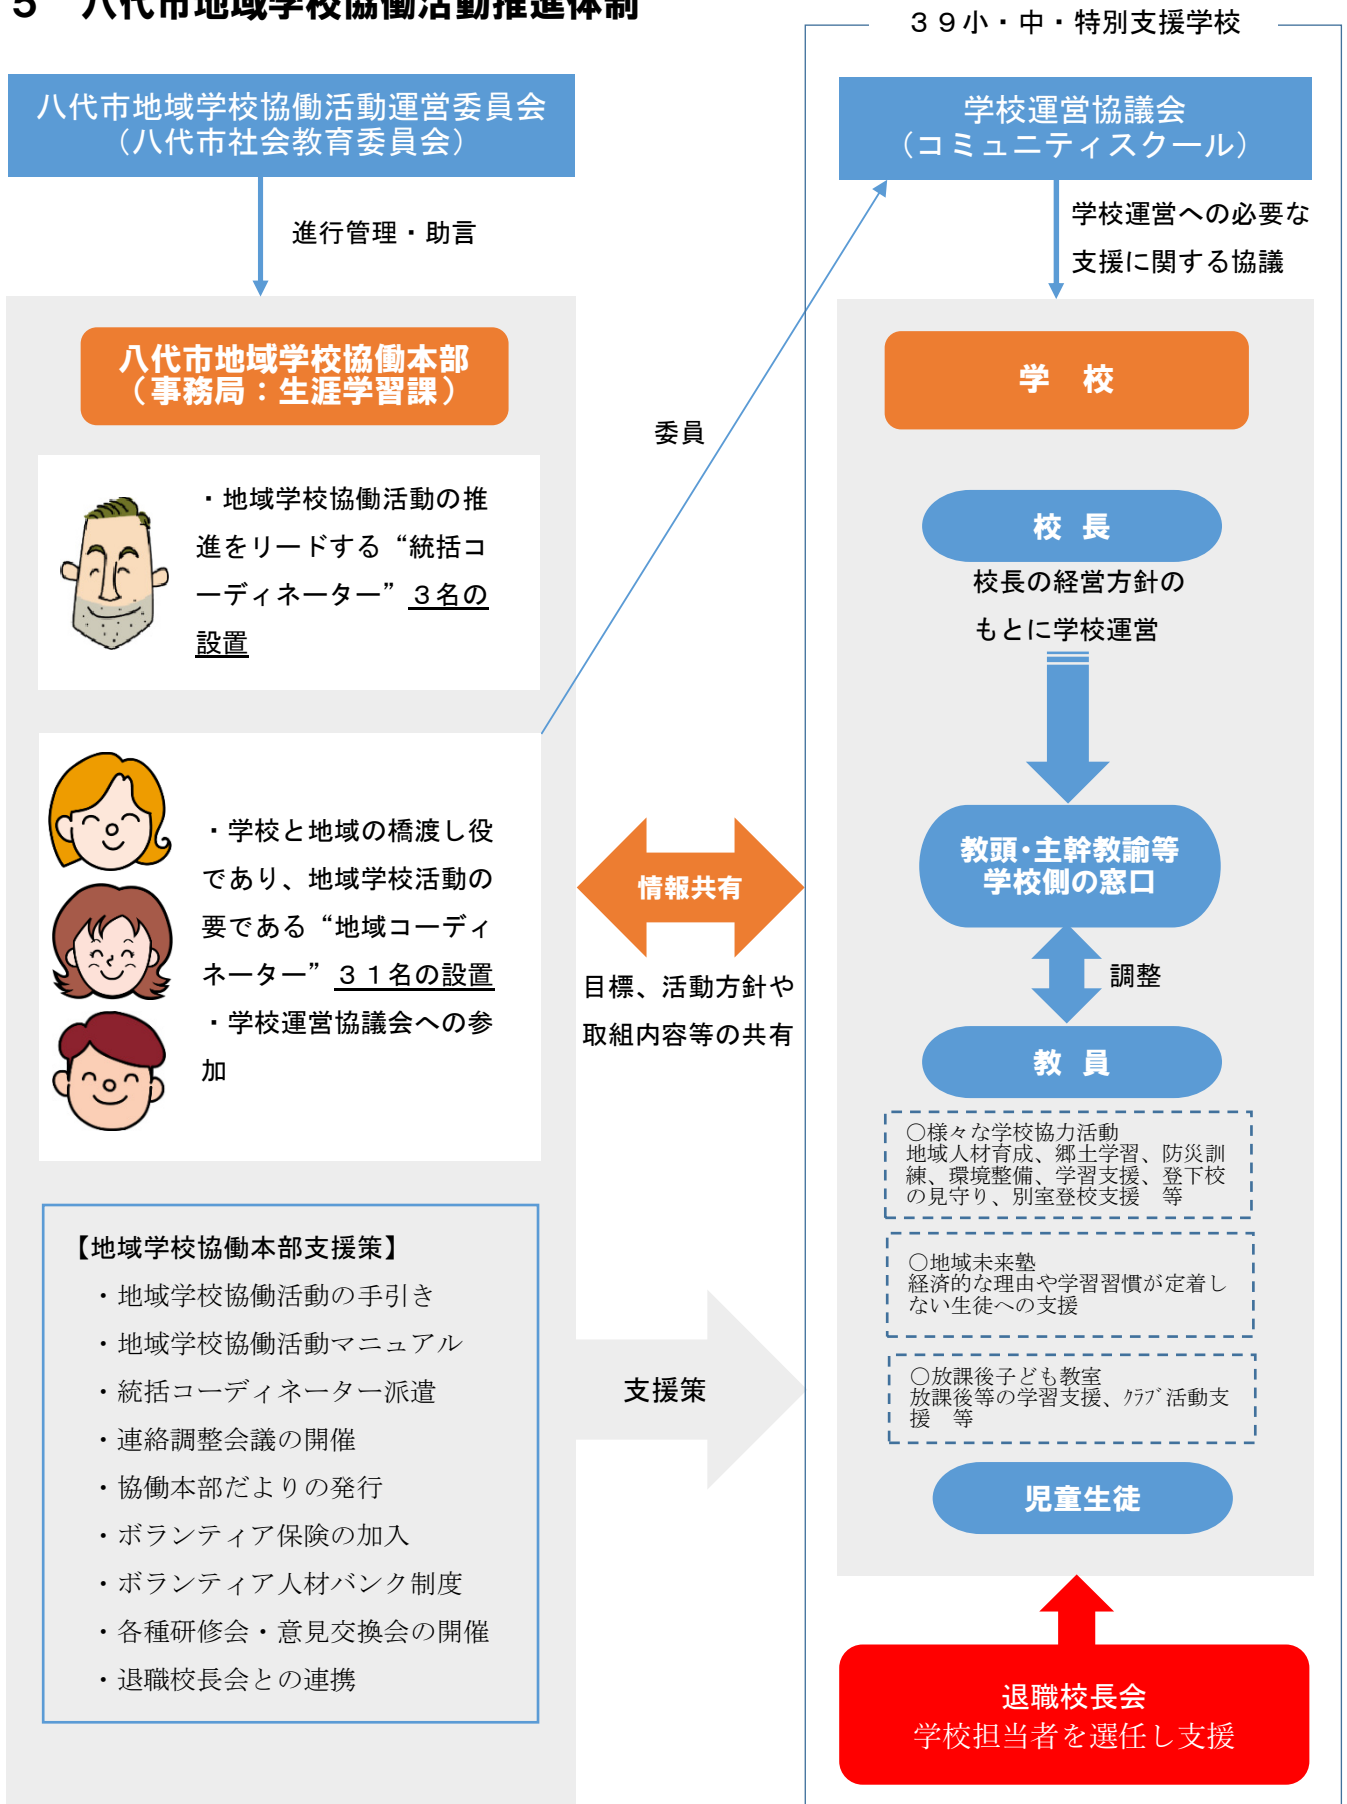 ５　八代市地域学校協働活動推進体制
八代市地域学校協働活動運営委員会
（八代市社会教育委員会）
進行管理・助言
八代市地域学校協働本部
（事務局：生涯学習課）
・地域学校協働活動の推
進をリードする“統括コ
ーディネーター”３名の
設置
・学校と地域の橋渡し役
であり、地域学校活動の
要である“地域コーディ
ネーター”３１名の設置
・学校運営協議会への参
加
【地域学校協働本部支援策】
・地域学校協働活動の手引き
・地域学校協働活動マニュアル
・統括コーディネーター派遣
・連絡調整会議の開催
・協働本部だよりの発行
・ボランティア保険の加入
・ボランティア人材バンク制度
・各種研修会・意見交換会の開催
・退職校長会との連携
委員
情報共有
目標、活動方針や
取組内容等の共有
支援策
３９小・中・特別支援学校
学校運営協議会
（コミュニティスクール）
学校運営への必要な
支援に関する協議
学　校
校 長
校長の経営方針の
もとに学校運営
教頭・主幹教諭等
学校側の窓口
調整
教 員
○様々な学校協力活動
地域人材育成、郷土学習、防災訓
練、環境整備、学習支援、登下校
の見守り、別室登校支援　等
○地域未来塾
経済的な理由や学習習慣が定着し
ない生徒への支援
○放課後子ども教室
放課後等の学習支援、ｸﾗﾌﾞ活動支
援　等
児童生徒
退職校長会
学校担当者を選任し支援